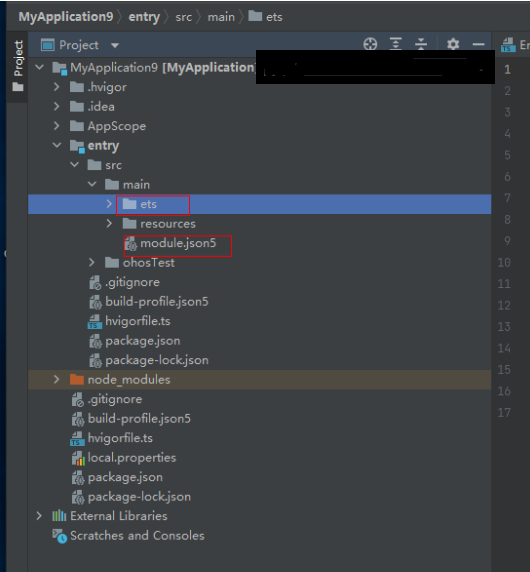 MyApplication9 〉 entry 〉 src 〉 main 〉 ets
Project
Project
En
MyApplication9 [MyApplication]
.hvigor
.idea
AppScope
entry
src
main
ets
resources
module.json5
ohosTest
.gitignore
build-profile.json5
hvigorfile.ts
package.json
package-lock.json
node_modules
.gitignore
build-profile.json5
hvigorfile.ts
local.properties
package.json
package-lock.json
External Libraries
Scratches and Consoles
1
2
3
4
5
6
7
8
9
10
11
12
13
14
15
16
17